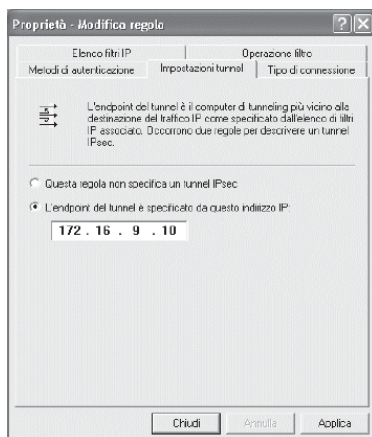 Proprietà - Modifica regola
Elenco filtri IP
Operazione filtro
Metodi di autenticazione
Impostazioni tunnel
Tipo di connessione
L'endpoint del tunnel è il computer di tunneling più vicino alla
destinazione del traffico IP come specificato dall'elenco di filtri
IP associato. Occorrono due regole per descrivere un tunnel
IPsec.
Questa regola non specifica un tunnel IPsec
L'endpoint del tunnel è specificato da questo indirizzo IP:
172 . 16 . 9 . 10
Chiudi
Annulla
Applica